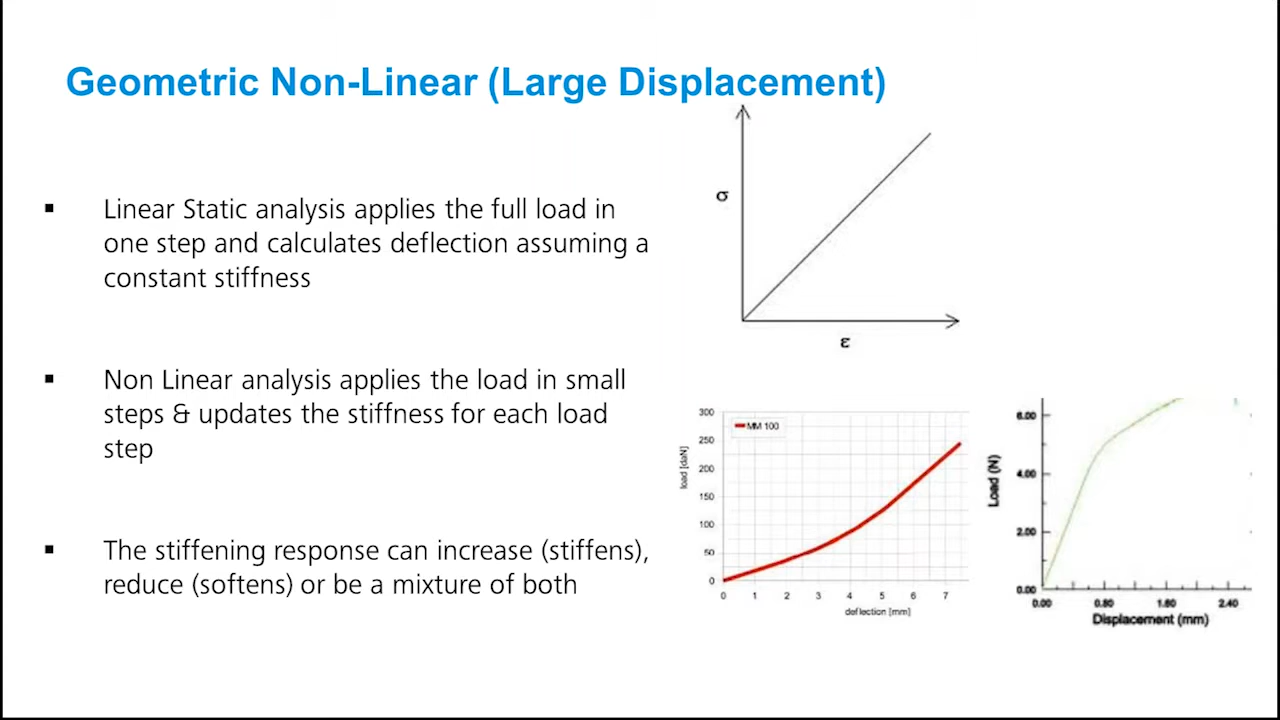 Geometric Non-Linear (Large Displacement)
▪ Linear Static analysis applies the full load in
one step and calculates deflection assuming a
constant stiffness
▪ Non Linear analysis applies the load in small
steps & updates the stiffness for each load
step
▪ The stiffening response can increase (stiffens),
reduce (softens) or be a mixture of both
σ
ε
300
250
200
150
100
50
0
load [daN]
MM 100
0 1 2 3 4 5 6 7
deflection [mm]
6.00
4.00
2.00
0.00
Load (N)
0.00 0.80 1.60 2.40
Displacement (mm)